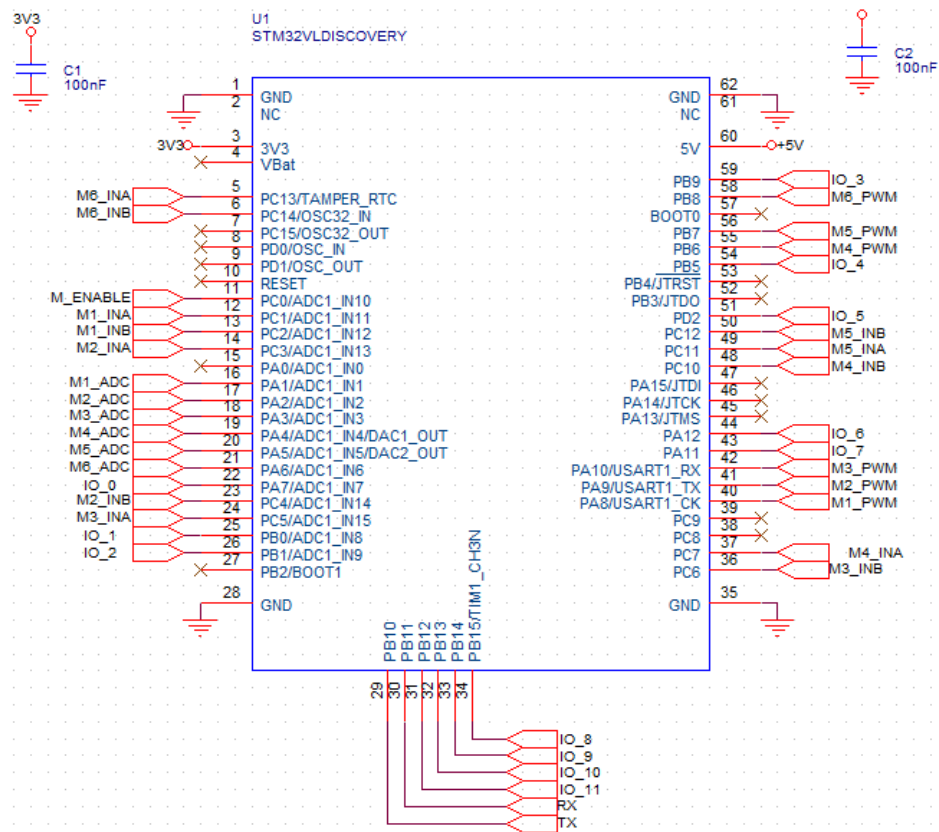 3V3
C1
100nF
U1
STM32VLDISCOVERY
C2
100nF
1 GND
2 NC
3V3 3 3V3
4 VBat
M6_INA 5 PC13/TAMPER_RTC
M6_INB 6 PC14/OSC32_IN
7 PC15/OSC32_OUT
8 PD0/OSC_IN
9 PD1/OSC_OUT
10 RESET
M_ENABLE 11 PC0/ADC1_IN10
M1_INA 12 PC1/ADC1_IN11
M1_INB 13 PC2/ADC1_IN12
M2_INA 14 PC3/ADC1_IN13
15 PA0/ADC1_IN0
M1_ADC 16 PA1/ADC1_IN1
M2_ADC 17 PA2/ADC1_IN2
M3_ADC 18 PA3/ADC1_IN3
M4_ADC 19 PA4/ADC1_IN4/DAC1_OUT
M5_ADC 20 PA5/ADC1_IN5/DAC2_OUT
M6_ADC 21 PA6/ADC1_IN6
IO_0 22 PA7/ADC1_IN7
M2_INB 23 PC4/ADC1_IN14
M3_INA 24 PC5/ADC1_IN15
IO_1 25 PB0/ADC1_IN8
IO_2 26 PB1/ADC1_IN9
27 PB2/BOOT1
28 GND
GND 62
NC 61
5V 60 +5V
PB9 59 IO_3
PB8 58 M6_PWM
BOOT0 57
PB7 56 M5_PWM
PB6 55 M4_PWM
PB5 54 IO_4
PB4/JTRST 53
PB3/JTDO 52
PD2 51 IO_5
PC12 50 M5_INB
PC11 49 M5_INA
PC10 48 M4_INB
PA15/JTDI 47
PA14/JTCK 46
PA13/JTMS 45
PA12 44 IO_6
PA11 43 IO_7
PA10/USART1_RX 42 M3_PWM
PA9/USART1_TX 41 M2_PWM
PA8/USART1_CK 40 M1_PWM
PC9 39
PC8 38
PC7 37 M4_INA
PC6 36 M3_INB
GND 35
PB10 29
PB11 30
PB12 31
PB13 32
PB14 33
PB15/TIM1_CH3N 34
IO_8
IO_9
IO_10
IO_11
RX
TX